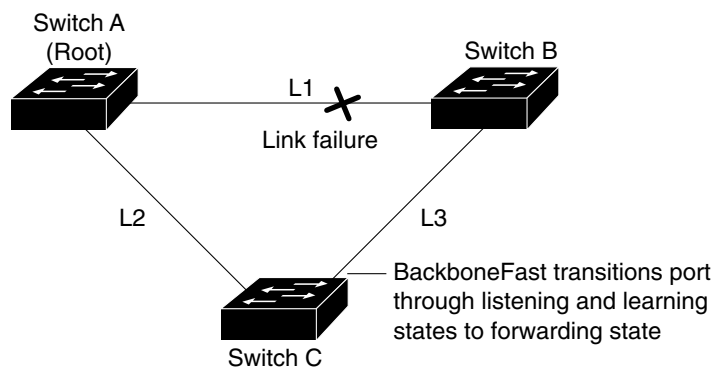 Switch A
(Root)
Switch B
L1
Link failure
L2
L3
BackboneFast transitions port
through listening and learning
states to forwarding state
Switch C